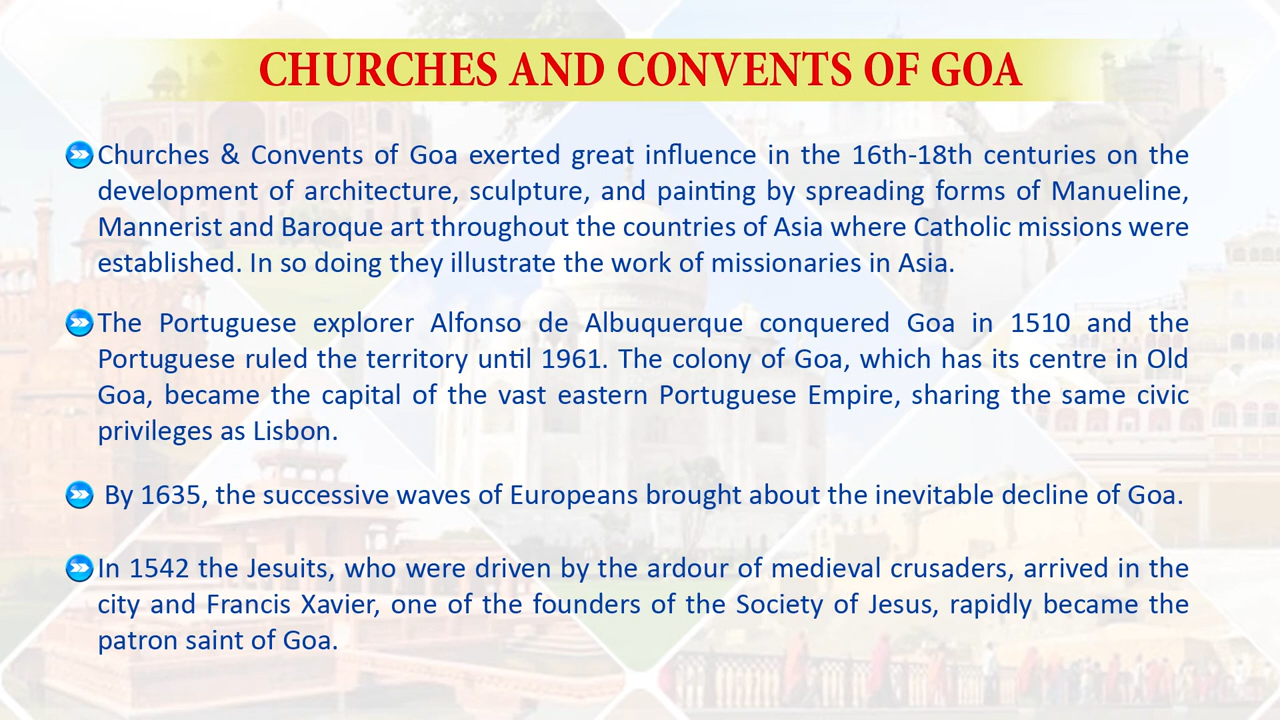 CHURCHES AND CONVENTS OF GOA
Churches & Convents of Goa exerted great influence in the 16th-18th centuries on the
development of architecture, sculpture, and painting by spreading forms of Manueline,
Mannerist and Baroque art throughout the countries of Asia where Catholic missions were
established. In so doing they illustrate the work of missionaries in Asia.
The Portuguese explorer Alfonso de Albuquerque conquered Goa in 1510 and the
Portuguese ruled the territory until 1961. The colony of Goa, which has its centre in Old
Goa, became the capital of the vast eastern Portuguese Empire, sharing the same civic
privileges as Lisbon.
By 1635, the successive waves of Europeans brought about the inevitable decline of Goa.
In 1542 the Jesuits, who were driven by the ardour of medieval crusaders, arrived in the
city and Francis Xavier, one of the founders of the Society of Jesus, rapidly became the
patron saint of Goa.